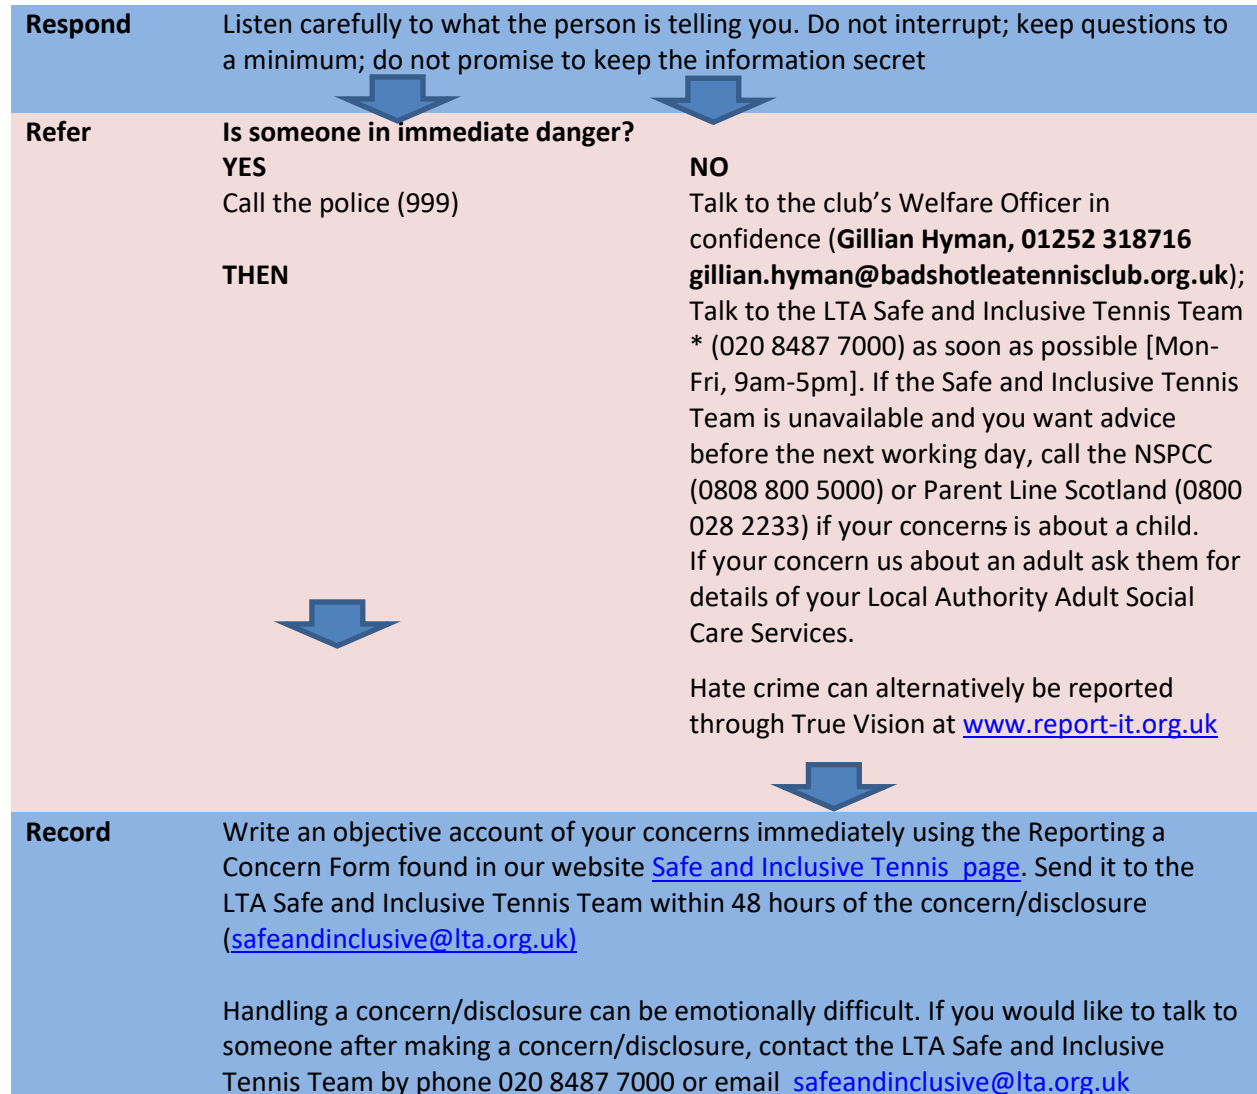 Respond
Listen carefully to what the person is telling you. Do not interrupt; keep questions to
a minimum; do not promise to keep the information secret
Refer
Is someone in immediate danger?
YES
Call the police (999)
THEN
NO
Talk to the club’s Welfare Officer in
confidence (Gillian Hyman, 01252 318716
gillian.hyman@badshotleatennisclub.org.uk);
Talk to the LTA Safe and Inclusive Tennis Team
* (020 8487 7000) as soon as possible [Mon-
Fri, 9am-5pm]. If the Safe and Inclusive Tennis
Team is unavailable and you want advice
before the next working day, call the NSPCC
(0808 800 5000) or Parent Line Scotland (0800
028 2233) if your concerns is about a child.
If your concern us about an adult ask them for
details of your Local Authority Adult Social
Care Services.
Hate crime can alternatively be reported
through True Vision at www.report-it.org.uk
Record
Write an objective account of your concerns immediately using the Reporting a
Concern Form found in our website Safe and Inclusive Tennis  page. Send it to the
LTA Safe and Inclusive Tennis Team within 48 hours of the concern/disclosure
(safeandinclusive@lta.org.uk)
Handling a concern/disclosure can be emotionally difficult. If you would like to talk to
someone after making a concern/disclosure, contact the LTA Safe and Inclusive
Tennis Team by phone 020 8487 7000 or email  safeandinclusive@lta.org.uk